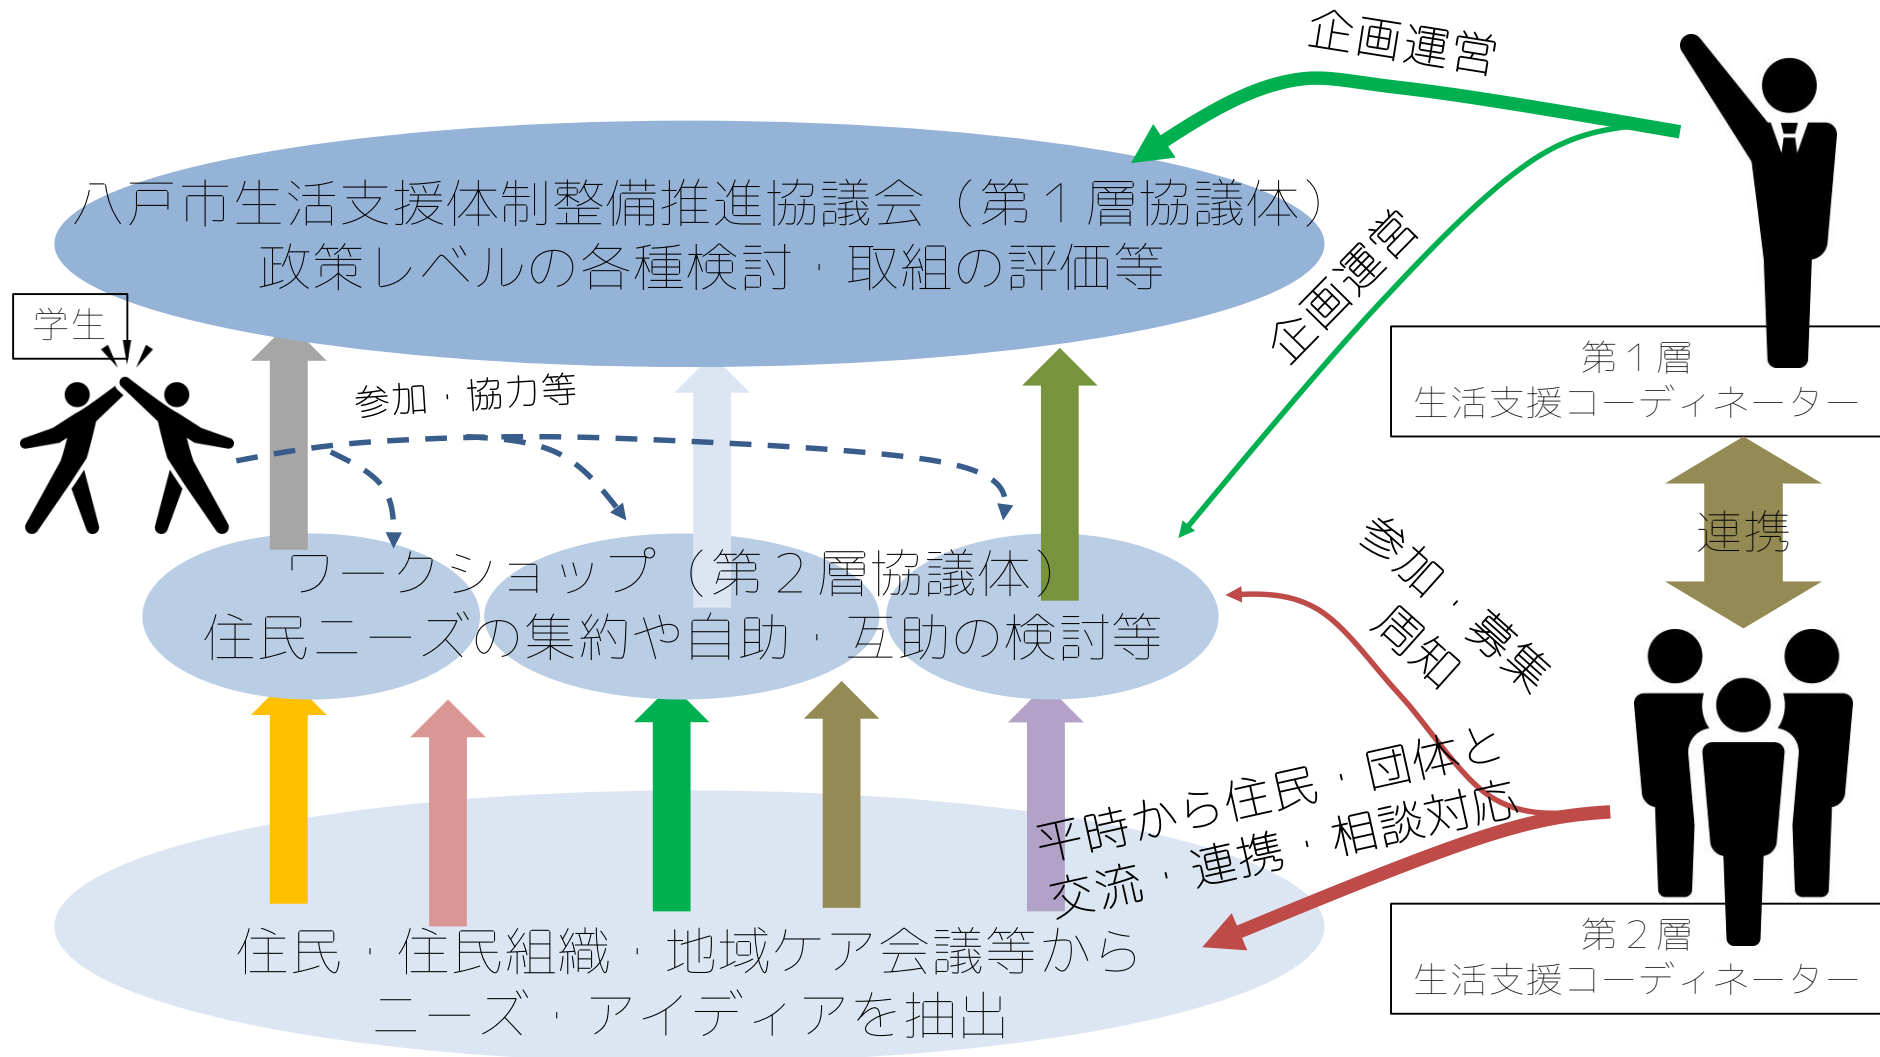 企画運営
八戸市生活支援体制整備推進協議会（第１層協議体）
政策レベルの各種検討・取組の評価等
企画運営
学生
参加・協力等
第１層
生活支援コーディネーター
連携
ワークショップ（第２層協議体）
住民ニーズの集約や自助・互助の検討等
参加・募集
周知
平時から住民・団体と
交流・連携・相談対応
住民・住民組織・地域ケア会議等から
ニーズ・アイディアを抽出
第２層
生活支援コーディネーター